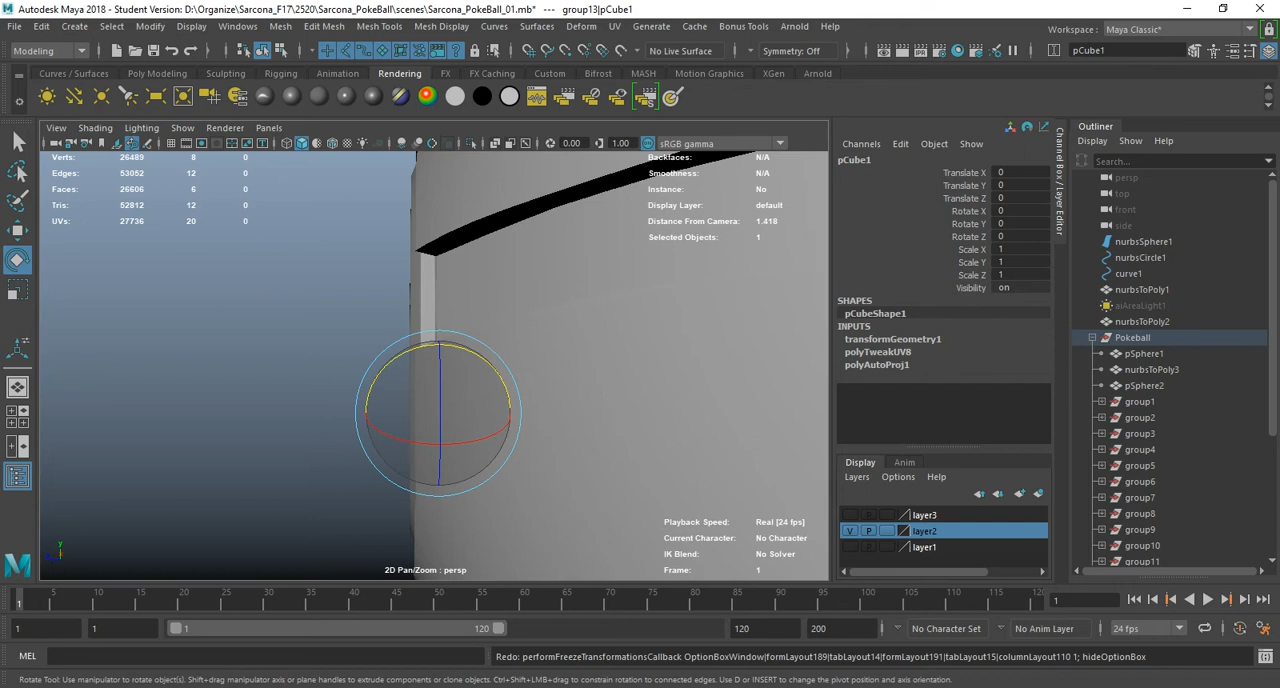 Autodesk Maya 2018 - Student Version: D:\Organize\Sarcona_T17\2520\Sarcona_PokeBall\scenes\Sarcona_PokeBall_01.mb*   ---   group13|pCube1
File Edit Create Select Modify Display Windows Mesh Edit Mesh Mesh Tools Mesh Display Curves Surfaces Deform UV Generate Cache Bonus Tools Arnold Help
Workspace: Maya Classic*
Modeling No Live Surface Symmetry: Off pCube1
Curves / Surfaces Poly Modeling Sculpting Rigging Animation Rendering FX FX Caching Custom Bifrost MASH Motion Graphics XGen Arnold
View Shading Lighting Show Renderer Panels
0.00 1.00 sRGB gamma
Verts: 26489 8 0
Edges: 53052 12 0
Faces: 26606 6 0
Tris: 52812 12 0
UVs: 27736 20 0
Backfaces: N/A
Smoothness: N/A
Instance: No
Display Layer: default
Distance From Camera: 1.418
Selected Objects: 1
Playback Speed: Real [24 fps]
Current Character: No Character
IK Blend: No Solver
Frame: 1
2D Pan/Zoom : persp
y
Channels Edit Object Show
pCube1
Translate X 0
Translate Y 0
Translate Z 0
Rotate X 0
Rotate Y 0
Rotate Z 0
Scale X 1
Scale Y 1
Scale Z 1
Visibility on
SHAPES
pCubeShape1
INPUTS
transformGeometry1
polyTweakUV8
polyAutoProj1
Display Anim
Layers Options Help
layer3
V P layer2
layer1
Channel Box / Layer Editor
Outliner
Display Show Help
Search...
persp
top
front
side
nurbsSphere1
nurbsCircle1
curve1
nurbsToPoly1
aiAreaLight1
nurbsToPoly2
Pokeball
pSphere1
nurbsToPoly3
pSphere2
group1
group2
group3
group4
group5
group6
group7
group8
group9
group10
group11
1 5 10 15 20 25 30 35 40 45 50 55 60 65 70 75 80 85 90 95 100 105 110 115 120 1
1 1 1 120 120 200 No Character Set No Anim Layer 24 fps
MEL Redo: performFreezeTransformationsCallback OptionBoxWindow|formLayout189|tabLayout14|formLayout191|tabLayout15|columnLayout110 1; hideOptionBox
Rotate Tool: Use manipulator to rotate object(s). Shift+drag manipulator axis or plane handles to extrude components or clone objects. Ctrl+Shift+LMB+drag to constrain rotation to connected edges. Use D or INSERT to change the pivot position and axis orientation.